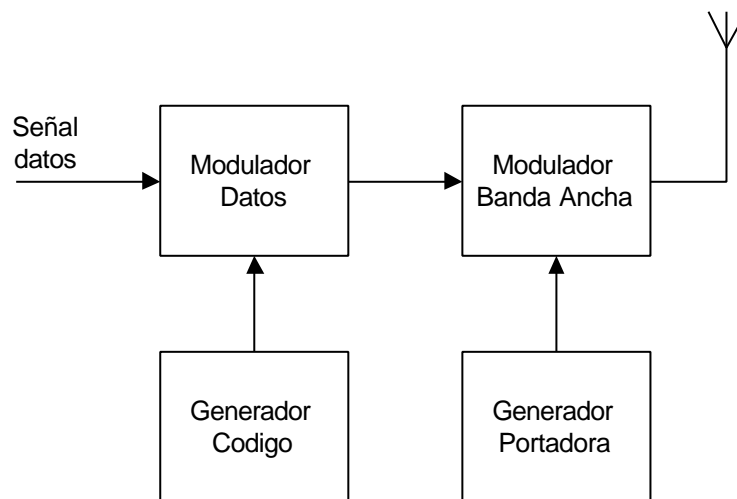 Señal
datos
Modulador
Datos
Modulador
Banda Ancha
Generador
Codigo
Generador
Portadora